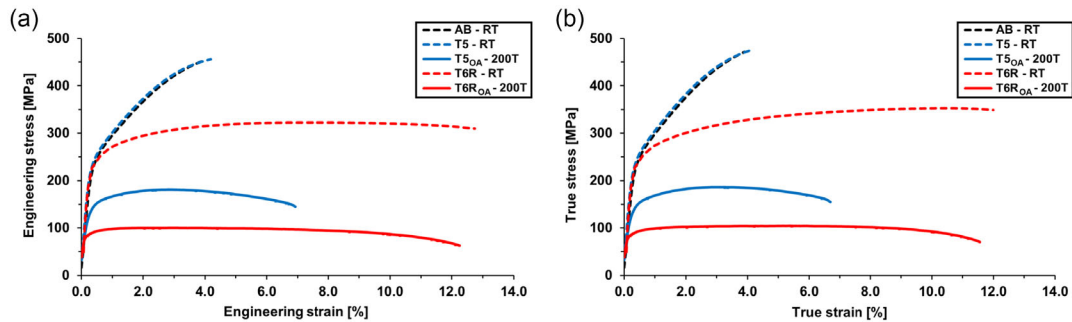 (a)
AB - RT
T5 - RT
T5OA - 200T
T6R - RT
T6ROA - 200T
500
400
300
200
100
0
Engineering stress [MPa]
0.0 2.0 4.0 6.0 8.0 10.0 12.0 14.0
Engineering strain [%]
(b)
AB - RT
T5 - RT
T5OA - 200T
T6R - RT
T6ROA - 200T
500
400
300
200
100
0
True stress [MPa]
0.0 2.0 4.0 6.0 8.0 10.0 12.0 14.0
True strain [%]